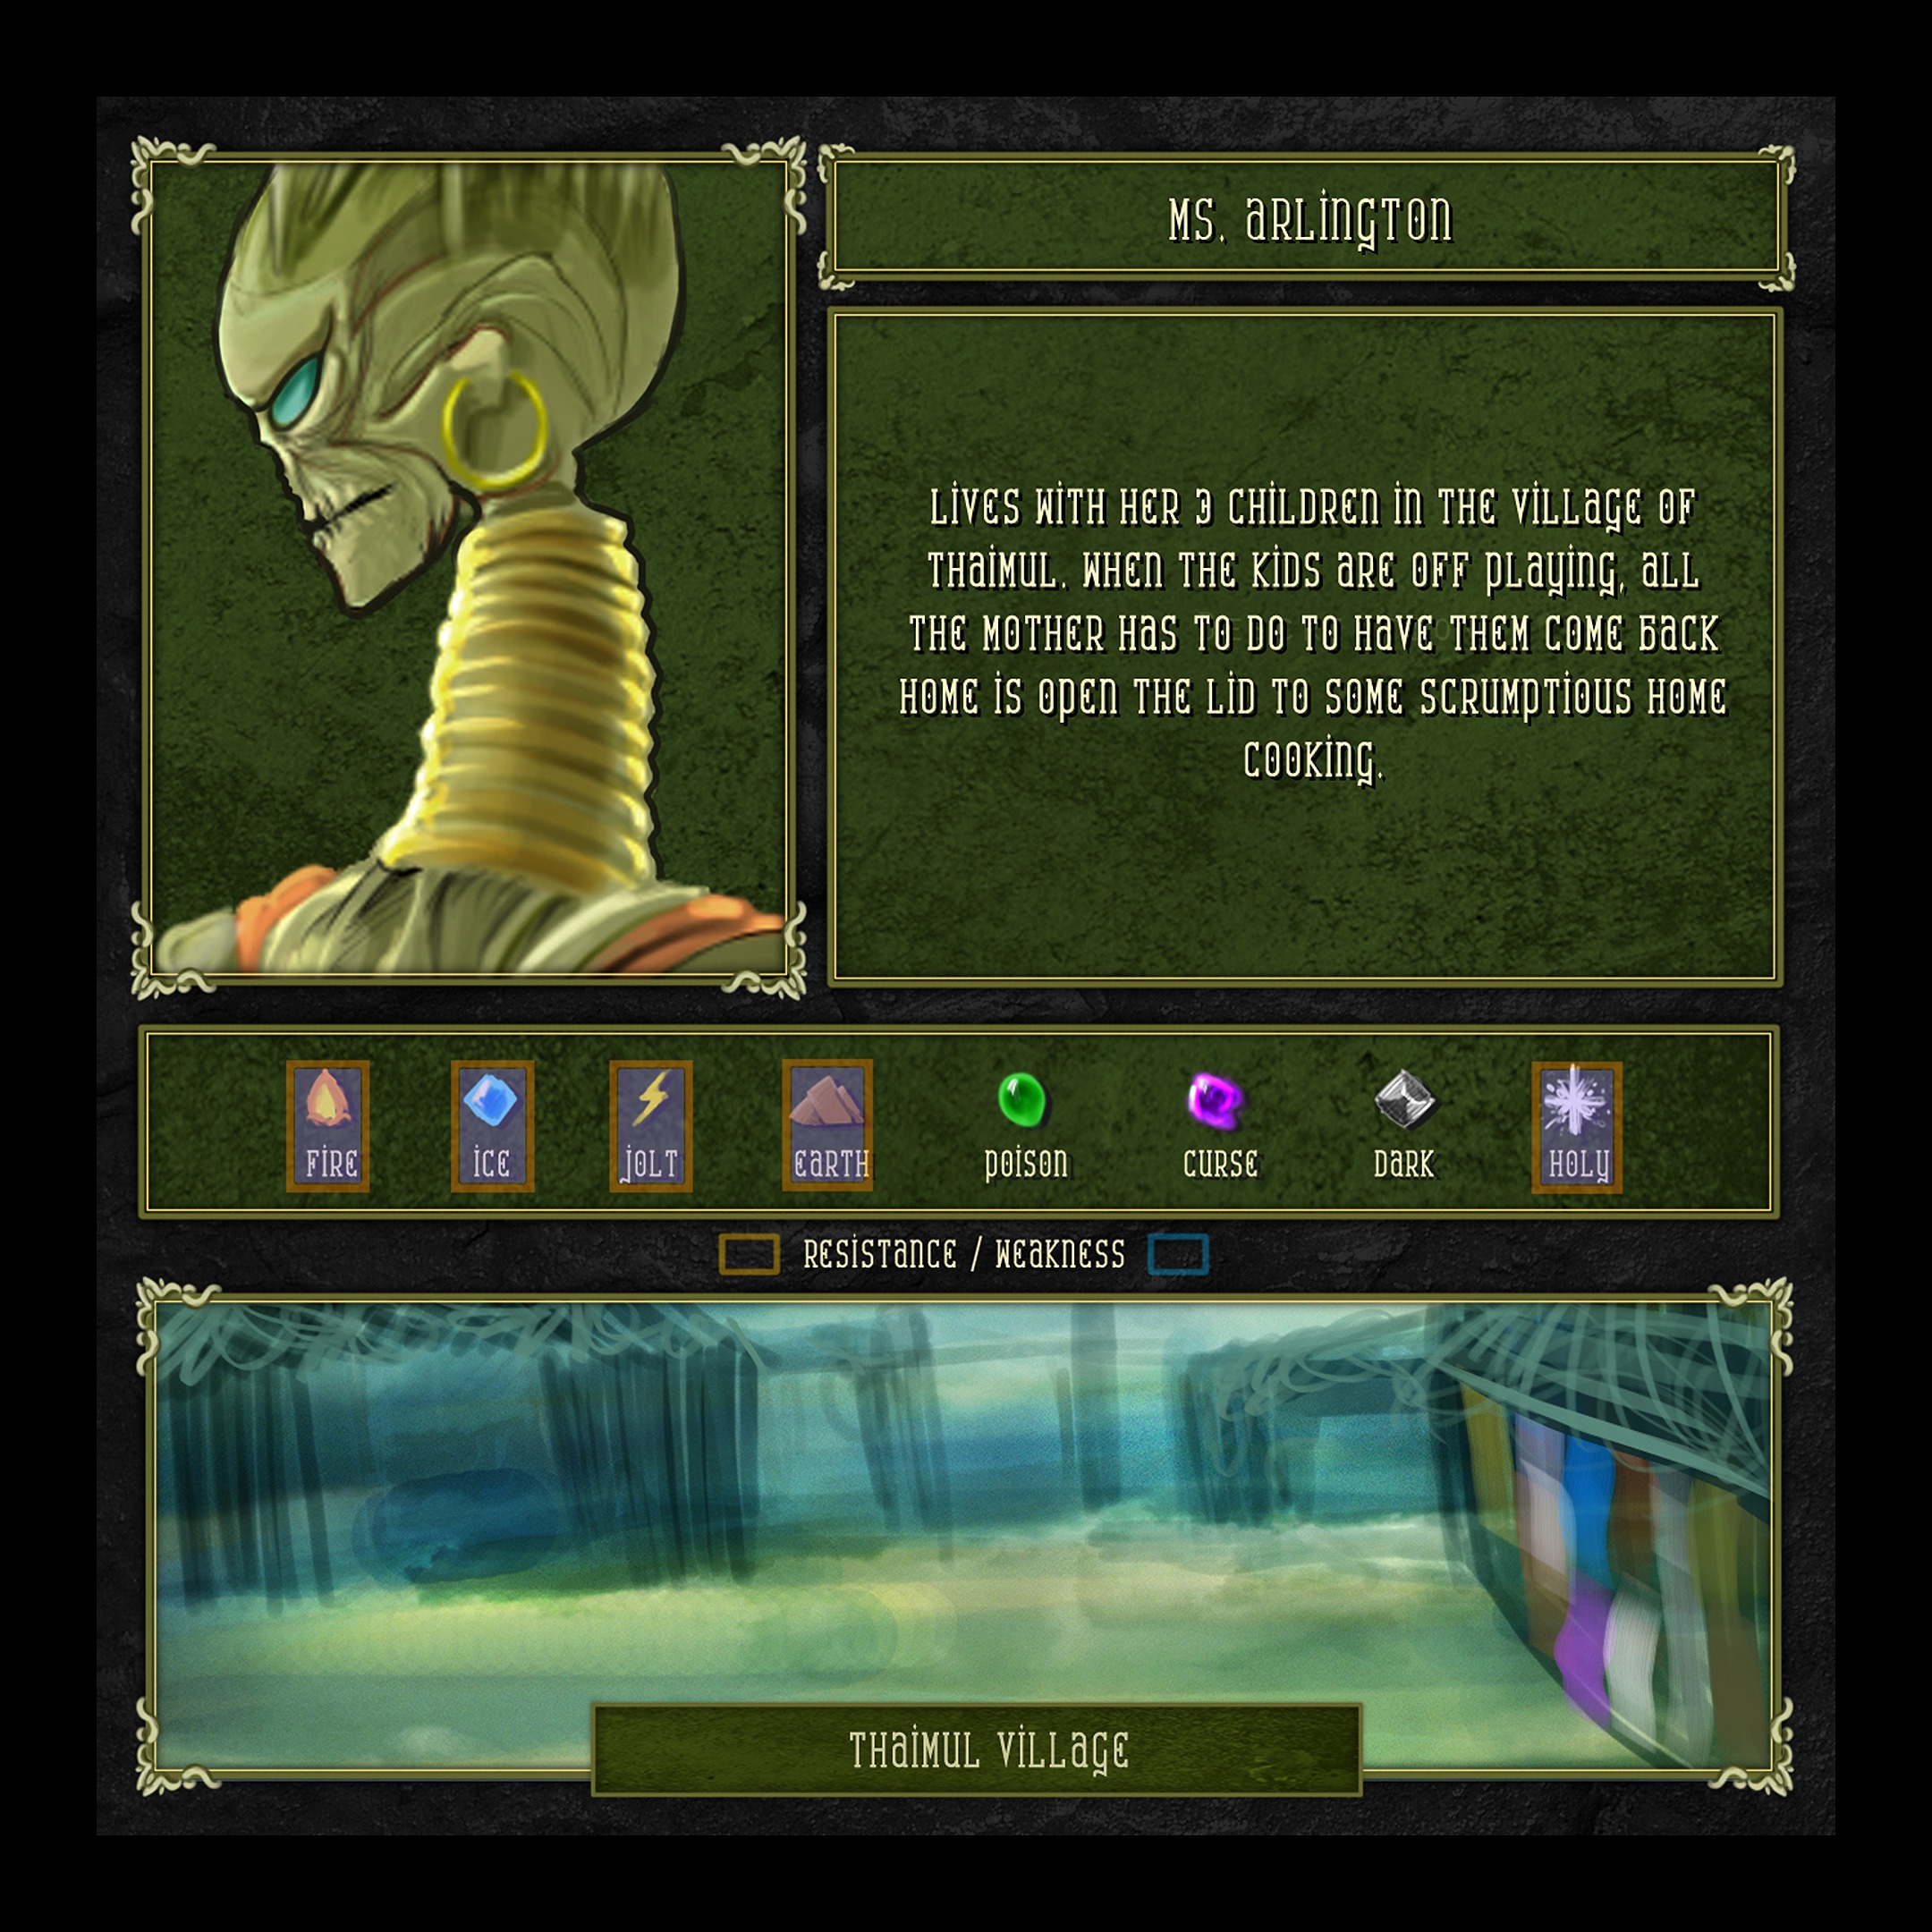 MS. ARLINGTON
LIVES WITH HER 3 CHILDREN IN THE VILLAGE OF
THAIMUL. WHEN THE KIDS ARE OFF PLAYING, ALL
THE MOTHER HAS TO DO TO HAVE THEM COME BACK
HOME IS OPEN THE LID TO SOME SCRUMPTIOUS HOME
COOKING.
FIRE ICE JOLT EARTH POISON CURSE DARK HOLY
RESISTANCE / WEAKNESS
THAIMUL VILLAGE